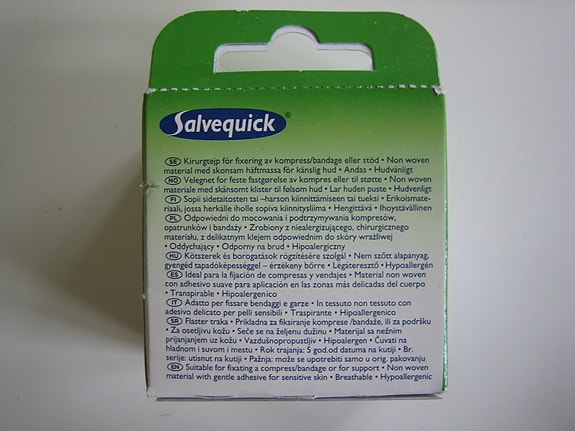 Salvequick®
SE Kirurgtejp för fixering av kompress/bandage eller stöd • Non woven
material med skonsam häftmassa för känslig hud • Andas • Hudvänligt
NO Velegnet for feste fastgørelse av kompres eller til støtte • Non woven
materiale med skånsomt klister til følsom hud • Lar huden puste • Hudvenligt
FI Sopii sidetaitosten tai –harson kiinnittämiseen tai tueksi • Erikoismate-
riaali, jossa herkälle iholle sopiva kiinnitysliima • Hengittävä • Ihoystävällinen
PL Odpowiedni do mocowania i podtrzymywania kompresów,
opatrunków i bandaży • Zrobiony z niealergizującego, chirurgicznego
materiału, z delikatnym klejem odpowiednim do skóry wrażliwej
• Oddychający • Odporny na brud • Hipoalergiczny
HU Kötszerek és borogatások rögzítésére szolgál • Nem szőtt alapanyag,
gyengéd tapadóképességgel – érzékeny bőrre • Légáteresztő • Hypoallergén
ES Ideal para la fijación de compresas y vendajes • Material non woven
con adhesivo suave para aplicación en las zonas más delicadas del cuerpo
• Transpirable • Hipoalergenico
IT Adatto per fissare bendaggi e garze • In tessuto non tessuto con
adesivo delicato per pelli sensibili • Traspirante • Hipoallergenico
SR Flaster traka • Prikladna za fiksiranje komprese /bandaže, ili za podršku
• Za osetljivu kožu • Seče se na željenu dužinu • Materijal sa nežnim
prijanjanjem uz kožu • Vazdušnopropustljiv • Hipoalergen • Čuvati na
hladnom i suvom i mestu • Rok trajanja: 5 god.od datuma na kutiji • Br.
serije: utisnut na kutiji • Pažnja: može se upotrebiti samo u orig. pakovanju
EN Suitable for fixating a compress/bandage or for support • Non woven
material with gentle adhesive for sensitive skin • Breathable • Hypoallergenic